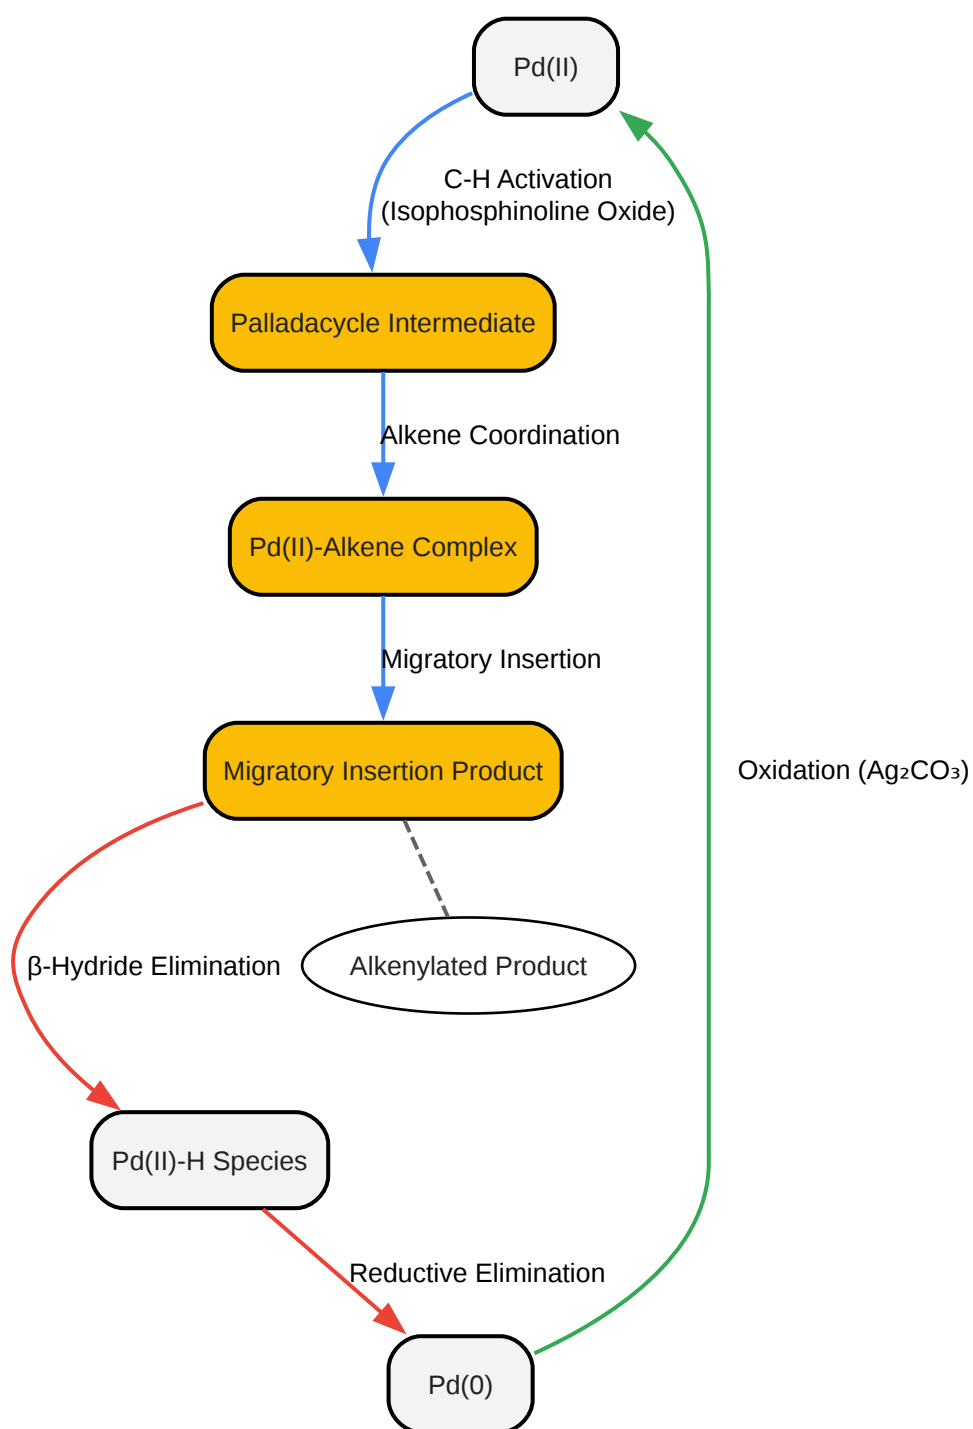 Pd(II)
C-H Activation
(Isophosphinoline Oxide)
Palladacycle Intermediate
Alkene Coordination
Pd(II)-Alkene Complex
Migratory Insertion
Migratory Insertion Product
Oxidation (Ag₂CO₃)
β-Hydride Elimination
Alkenylated Product
Pd(II)-H Species
Reductive Elimination
Pd(0)